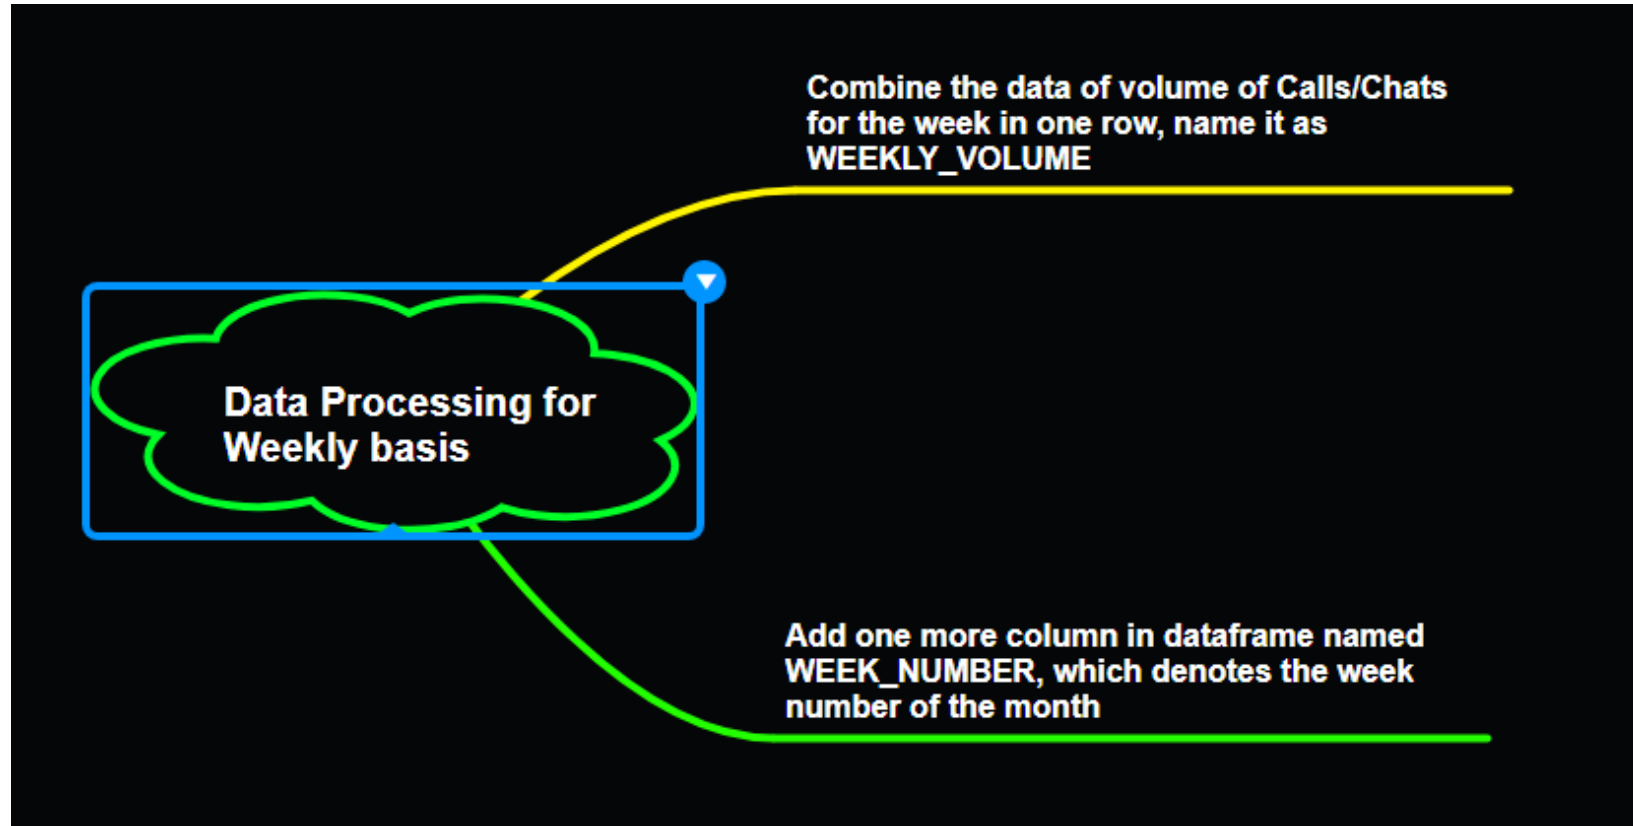 Combine the data of volume of Calls/Chats
for the week in one row, name it as
WEEKLY_VOLUME
Data Processing for
Weekly basis
Add one more column in dataframe named
WEEK_NUMBER, which denotes the week
number of the month